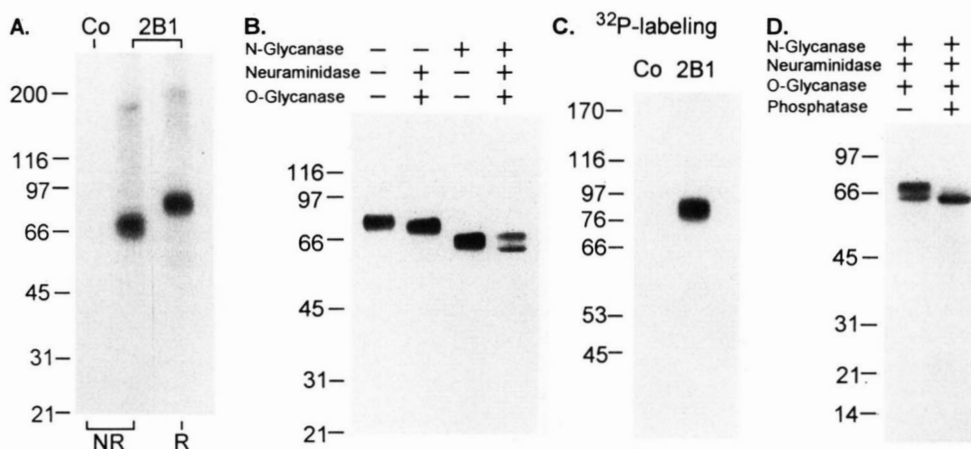 A.
Co 2B1
200
116
97
66
45
31
21
NR R
B.
N-Glycanase – – + +
Neuraminidase – + – +
O-Glycanase – + – +
116
97
66
45
31
21
C.
32P-labeling
Co 2B1
170
116
97
76
66
53
45
D.
N-Glycanase + +
Neuraminidase + +
O-Glycanase + +
Phosphatase – +
97
66
45
31
21
14